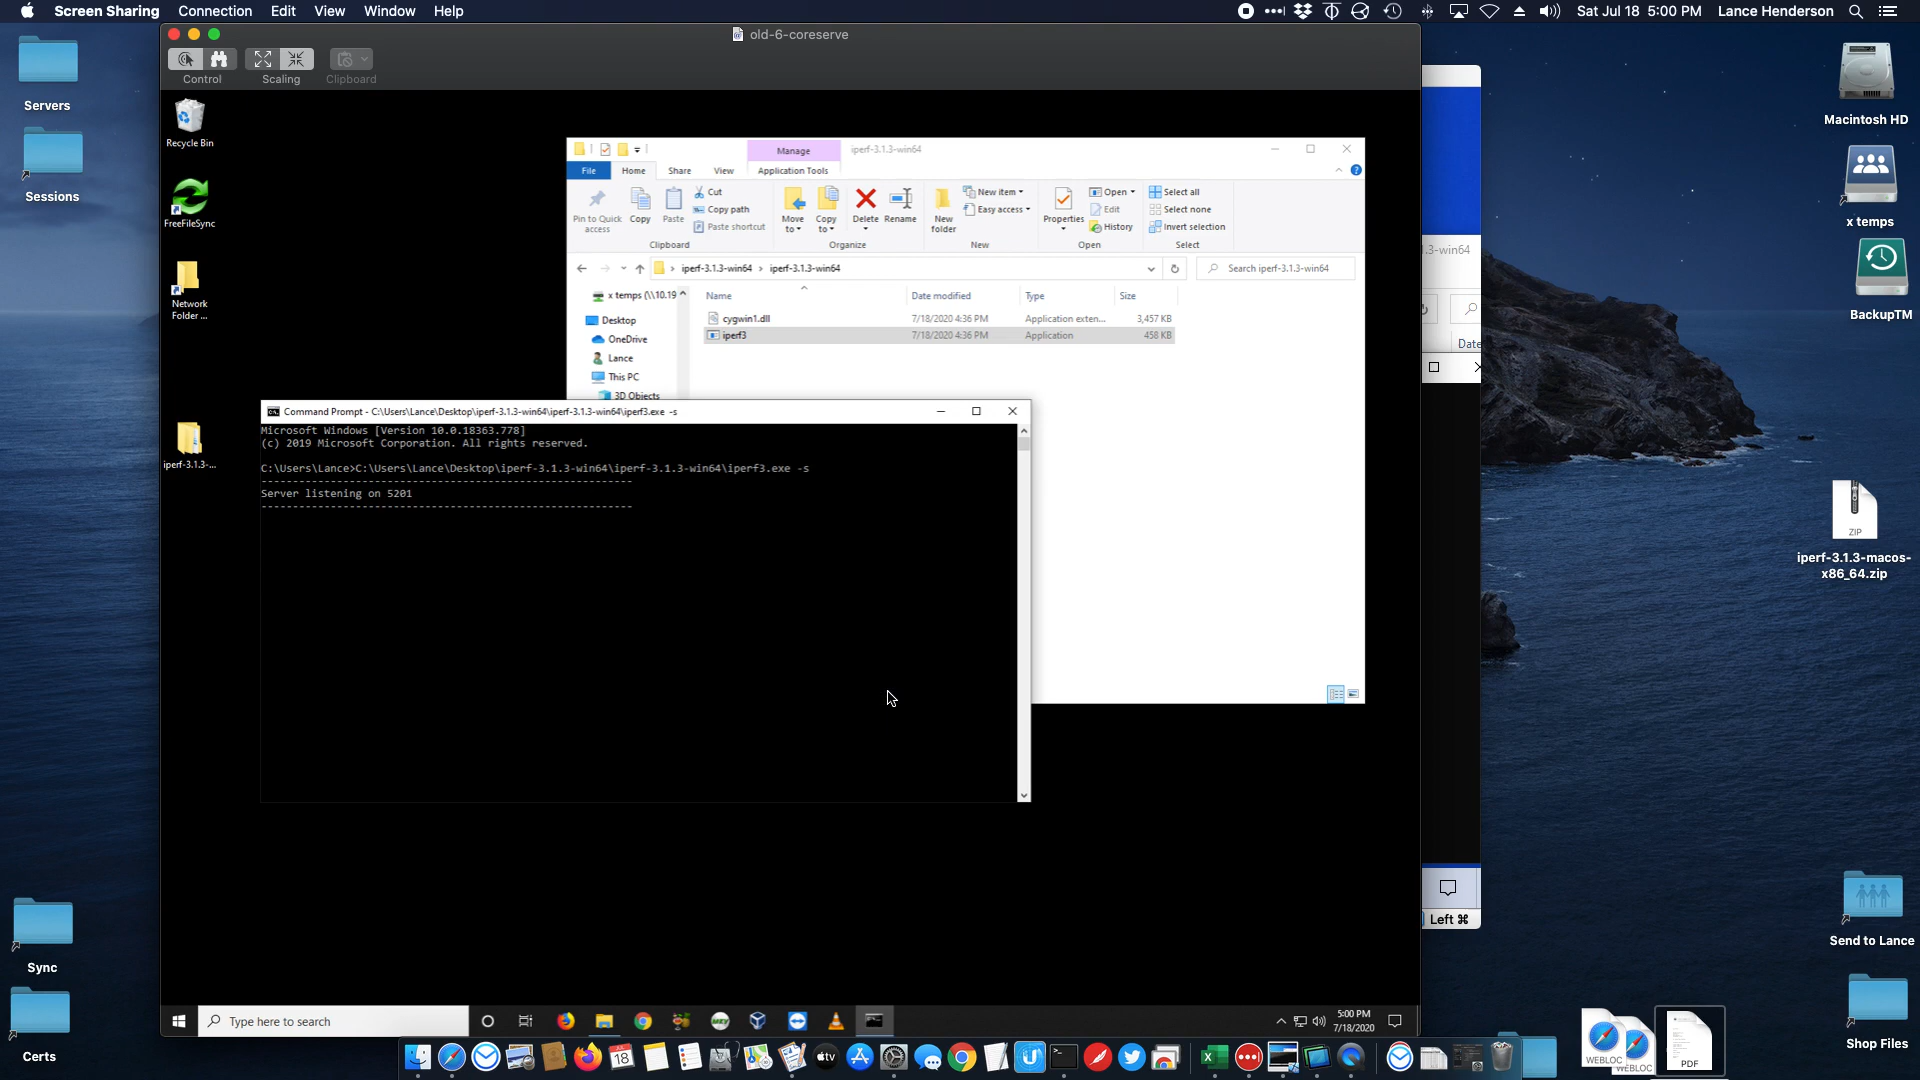 Screen Sharing Connection Edit View Window Help
Sat Jul 18 5:00 PM Lance Henderson
old-6-coreserve
Control Scaling Clipboard
Servers
Sessions
Sync
Certs
Macintosh HD
x temps
BackupTM
ZIP
iperf-3.1.3-macos-
x86_64.zip
Send to Lance
Shop Files
Recycle Bin
FreeFileSync
Network
Folder ...
iperf-3.1.3-...
Manage iperf-3.1.3-win64
File Home Share View Application Tools
Pin to Quick
access
Copy
Paste
Cut
Copy path
Paste shortcut
Clipboard
Move
to
Copy
to
Delete
Rename
Organize
New
folder
New item
Easy access
New
Properties
Open
Edit
History
Open
Select all
Select none
Invert selection
Select
iperf-3.1.3-win64 › iperf-3.1.3-win64
Search iperf-3.1.3-win64
x temps (\\10.19
Desktop
OneDrive
Lance
This PC
3D Objects
Name Date modified Type Size
cygwin1.dll 7/18/2020 4:36 PM Application exten... 3,457 KB
iperf3 7/18/2020 4:36 PM Application 458 KB
Command Prompt - C:\Users\Lance\Desktop\iperf-3.1.3-win64\iperf-3.1.3-win64\iperf3.exe -s
Microsoft Windows [Version 10.0.18363.778]
(c) 2019 Microsoft Corporation. All rights reserved.
C:\Users\Lance>C:\Users\Lance\Desktop\iperf-3.1.3-win64\iperf-3.1.3-win64\iperf3.exe -s
-----------------------------------------------------------
Server listening on 5201
-----------------------------------------------------------
.3-win64
Date
Left ⌘
Type here to search
5:00 PM
7/18/2020
18
tv
WEBLOC
WEBLOC
PDF